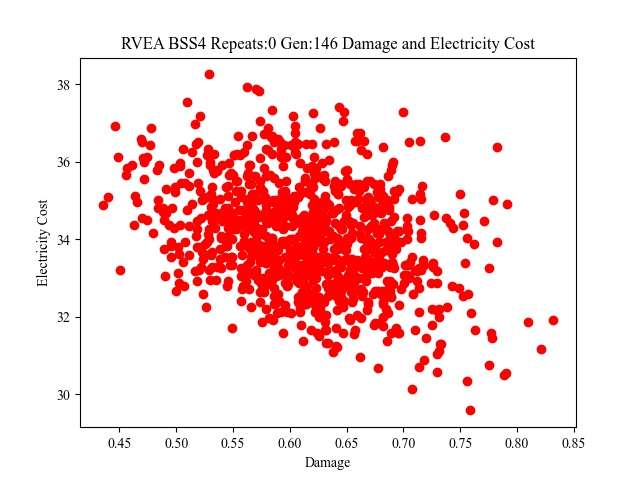 RVEA BSS4 Repeats:0 Gen:146 Damage and Electricity Cost
38
36
34
32
30
Electricity Cost
0.45 0.50 0.55 0.60 0.65 0.70 0.75 0.80 0.85
Damage